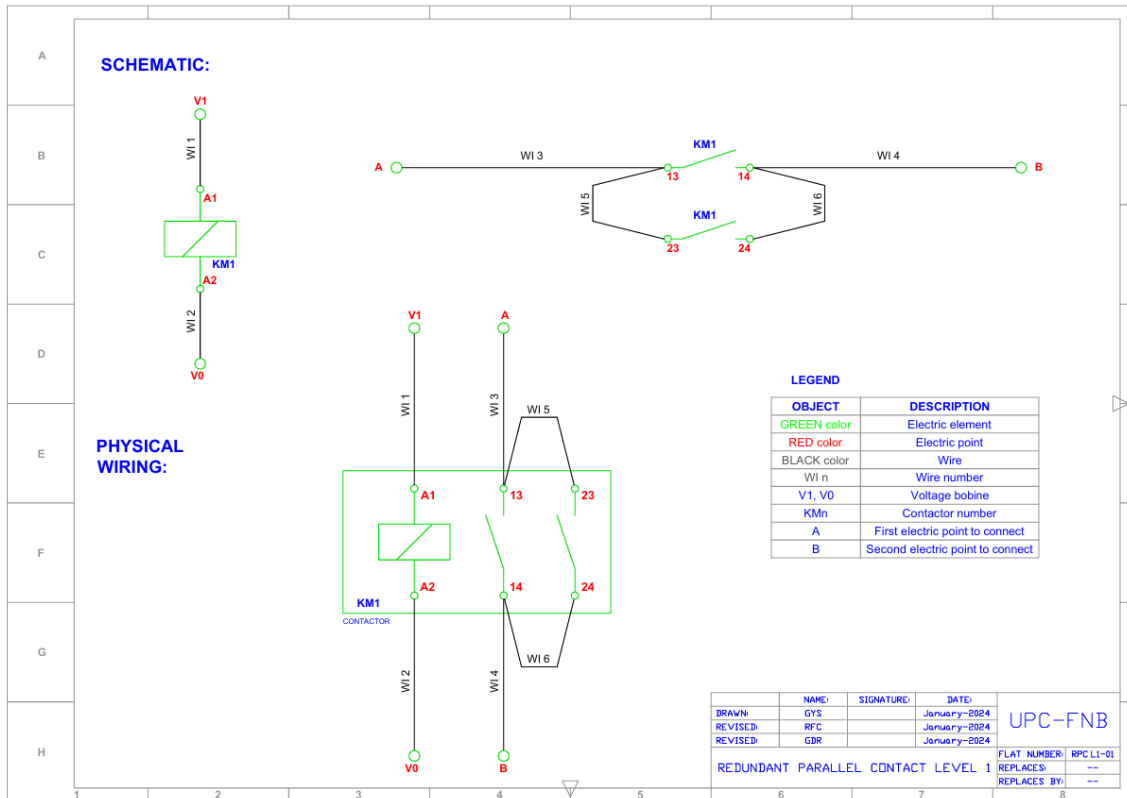 A
SCHEMATIC:
V1
WI 1
B
A
WI 3
KM1
WI 4
B
13
14
A1
WI 5
WI 6
KM1
C
23
24
KM1
A2
WI 2
V1
A
D
V0
LEGEND
OBJECT DESCRIPTION
GREEN color Electric element
RED color Electric point
BLACK color Wire
WI n Wire number
V1, V0 Voltage bobine
KMn Contactor number
A First electric point to connect
B Second electric point to connect
WI 1
WI 3
WI 5
E
PHYSICAL
WIRING:
A1
13
23
F
A2
14
24
KM1
CONTACTOR
G
WI 6
WI 2
WI 4
H
V0
B
NAME: SIGNATURE: DATE:
DRAWN: GYS January-2024
REVISED: RFC January-2024
REVISED: GDR January-2024
UPC-FNB
REDUNDANT PARALLEL CONTACT LEVEL 1
FLAT NUMBER: RPC L1-01
REPLACES: --
REPLACES BY: --
1 2 3 4 5 6 7 8